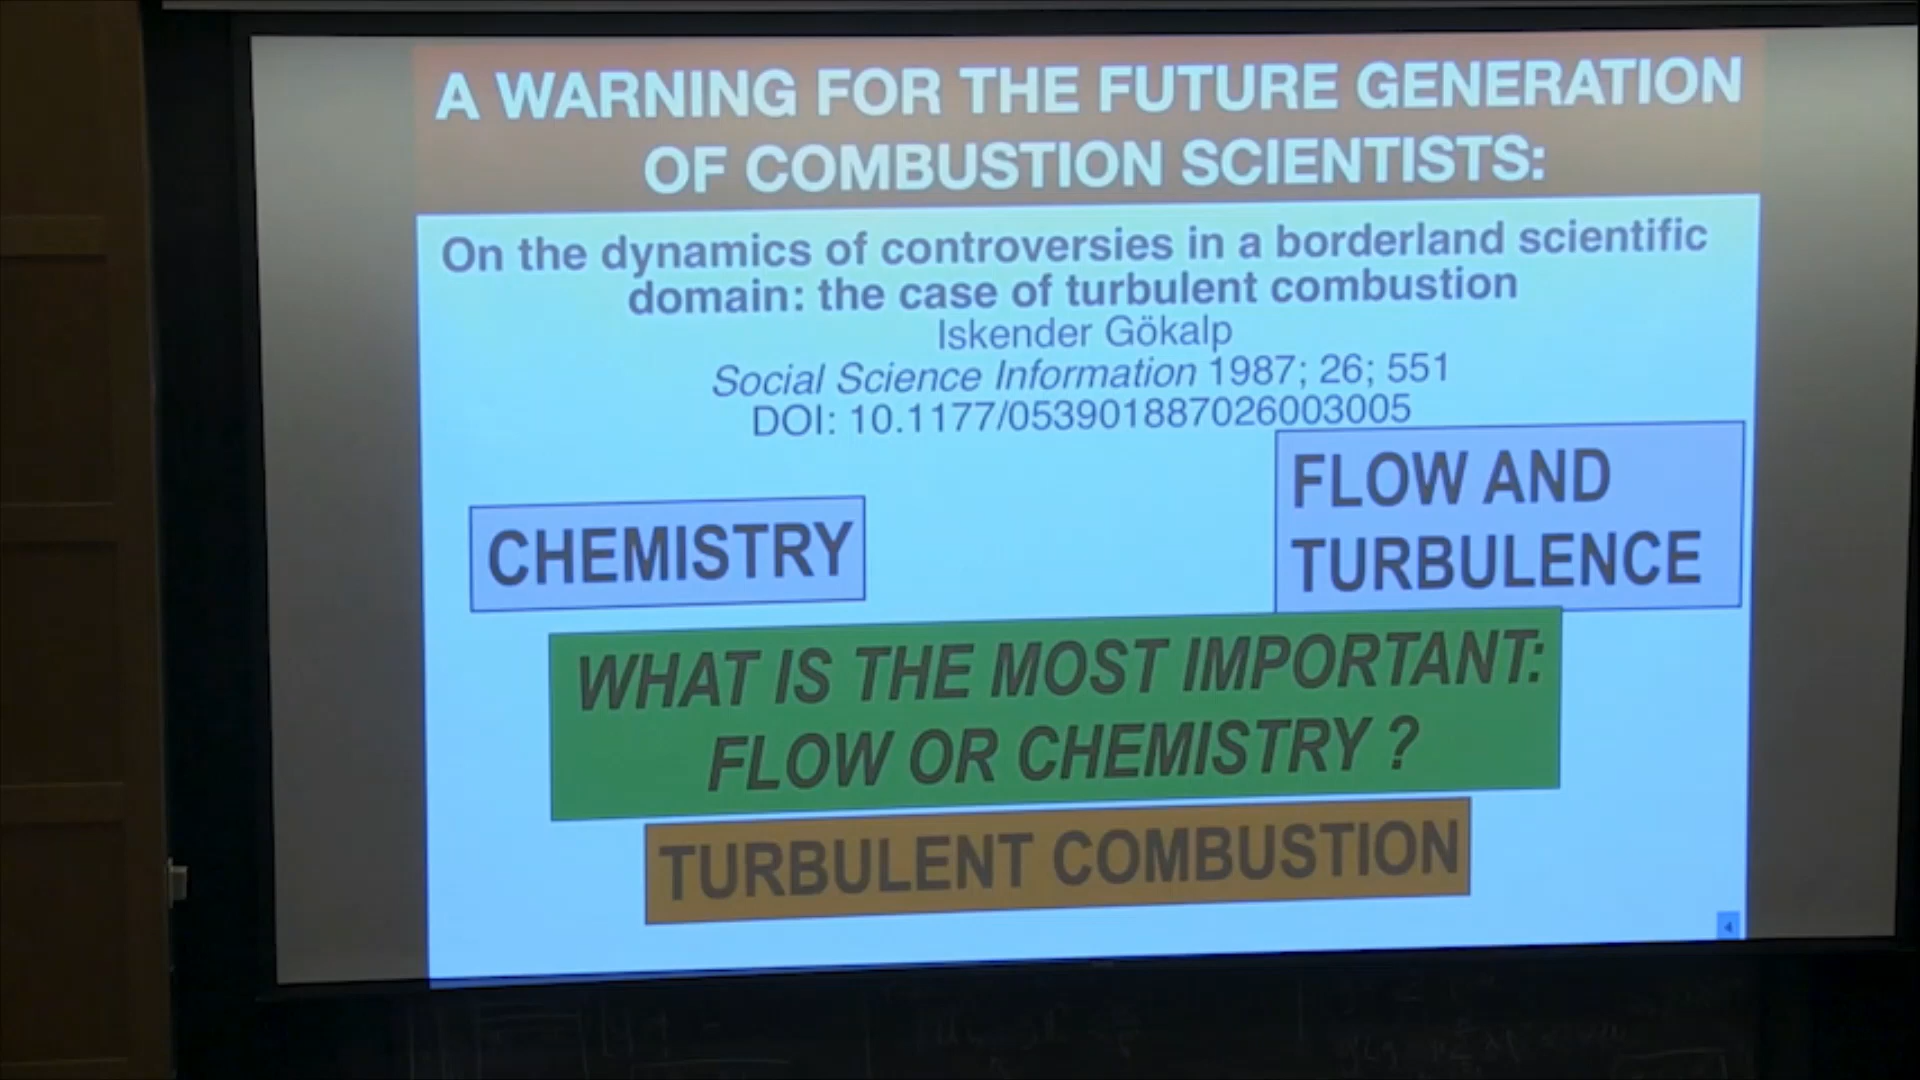 A WARNING FOR THE FUTURE GENERATION
OF COMBUSTION SCIENTISTS:
On the dynamics of controversies in a borderland scientific
domain: the case of turbulent combustion
Iskender Gökalp
Social Science Information 1987; 26; 551
DOI: 10.1177/053901887026003005
CHEMISTRY
FLOW AND
TURBULENCE
WHAT IS THE MOST IMPORTANT:
FLOW OR CHEMISTRY ?
TURBULENT COMBUSTION
4